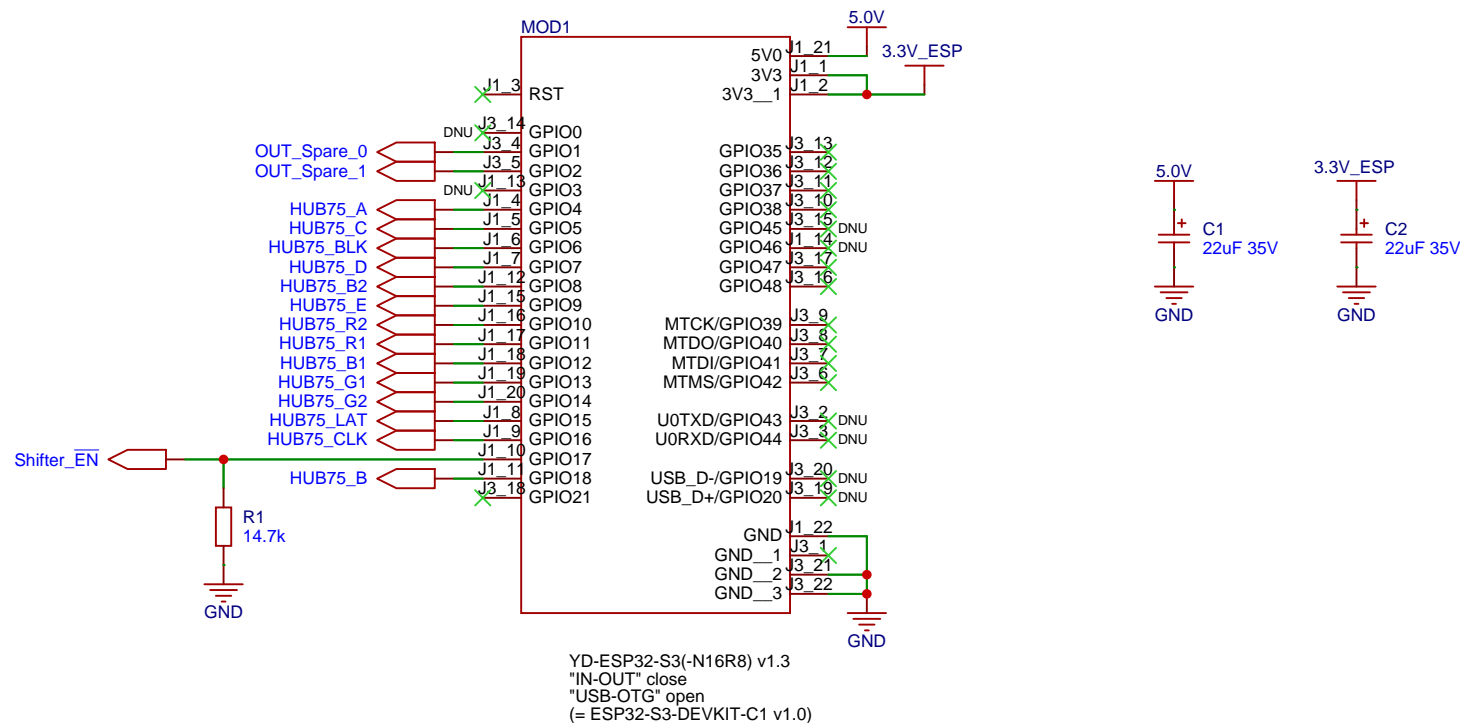 MOD1
5.0V
3.3V_ESP
J1_21
5V0
J1_1
3V3
J1_2
3V3__1
J1_3
RST
DNU
J3_14
GPIO0
OUT_Spare_0
J3_4
GPIO1
OUT_Spare_1
J3_5
GPIO2
DNU
J1_13
GPIO3
HUB75_A
J1_4
GPIO4
HUB75_C
J1_5
GPIO5
HUB75_BLK
J1_6
GPIO6
HUB75_D
J1_7
GPIO7
HUB75_B2
J1_12
GPIO8
HUB75_E
J1_15
GPIO9
HUB75_R2
J1_16
GPIO10
HUB75_R1
J1_17
GPIO11
HUB75_B1
J1_18
GPIO12
HUB75_G1
J1_19
GPIO13
HUB75_G2
J1_20
GPIO14
HUB75_LAT
J1_8
GPIO15
HUB75_CLK
J1_9
GPIO16
Shifter_EN
J1_10
GPIO17
HUB75_B
J1_11
GPIO18
J3_18
GPIO21
R1
14.7k
GND
GPIO35
J3_13
GPIO36
J3_12
GPIO37
J3_11
GPIO38
J3_10
GPIO45
J3_15
DNU
GPIO46
J1_14
DNU
GPIO47
J3_17
GPIO48
J3_16
MTCK/GPIO39
J3_9
MTDO/GPIO40
J3_8
MTDI/GPIO41
J3_7
MTMS/GPIO42
J3_6
U0TXD/GPIO43
J3_2
DNU
U0RXD/GPIO44
J3_3
DNU
USB_D-/GPIO19
J3_20
DNU
USB_D+/GPIO20
J3_19
DNU
GND
J1_22
GND__1
J3_1
GND__2
J3_21
GND__3
J3_22
GND
5.0V
+
C1
22uF 35V
GND
3.3V_ESP
+
C2
22uF 35V
GND
YD-ESP32-S3(-N16R8) v1.3
"IN-OUT" close
"USB-OTG" open
(= ESP32-S3-DEVKIT-C1 v1.0)